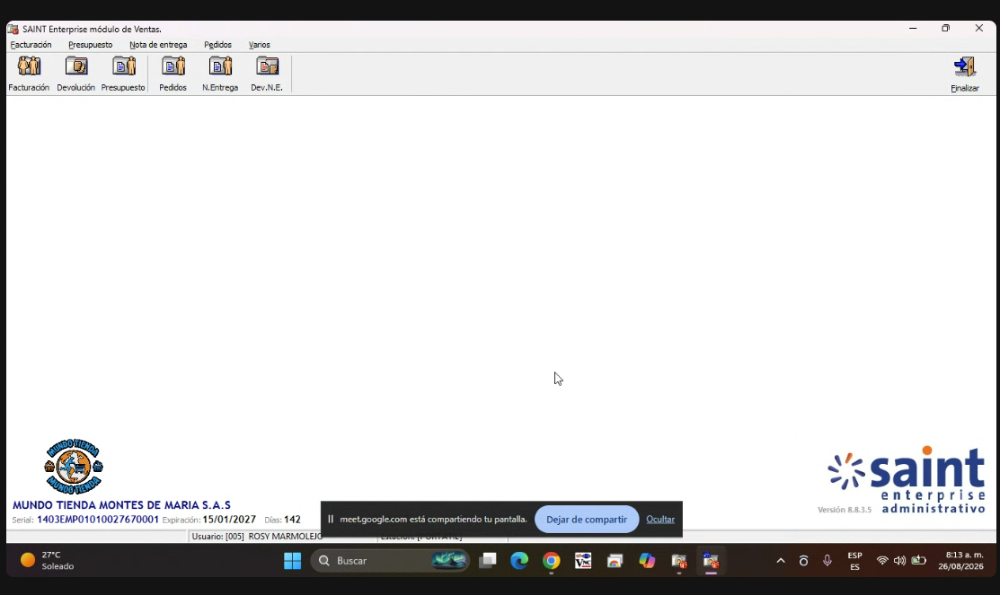 SAINT Enterprise módulo de Ventas.
Facturación Presupuesto Nota de entrega Pedidos Varios
Facturación Devolución Presupuesto Pedidos N.Entrega Dev.N.E. Finalizar
MUNDO TIENDA
MUNDO TIENDA
MUNDO TIENDA MONTES DE MARIA S.A.S
Serial: 1403EMP01010027670001 Expiración: 15/01/2027 Días: 142
saint
enterprise
Versión 8.8.3.5 administrativo
meet.google.com está compartiendo tu pantalla. Dejar de compartir Ocultar
Usuario: [005] ROSY MARMOLEJO Estación: [PORTATIL]
27°C
Soleado
Buscar
VNC
ESP
ES
8:13 a. m.
26/08/2026